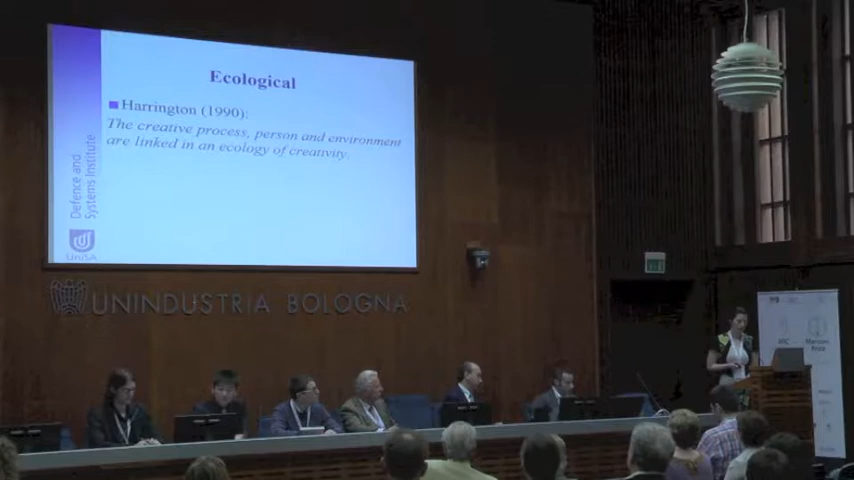 Ecological
Harrington (1990):
The creative process, person and environment
are linked in an ecology of creativity.
Defence and
Systems Institute
UniSA
UNINDUSTRIA BOLOGNA